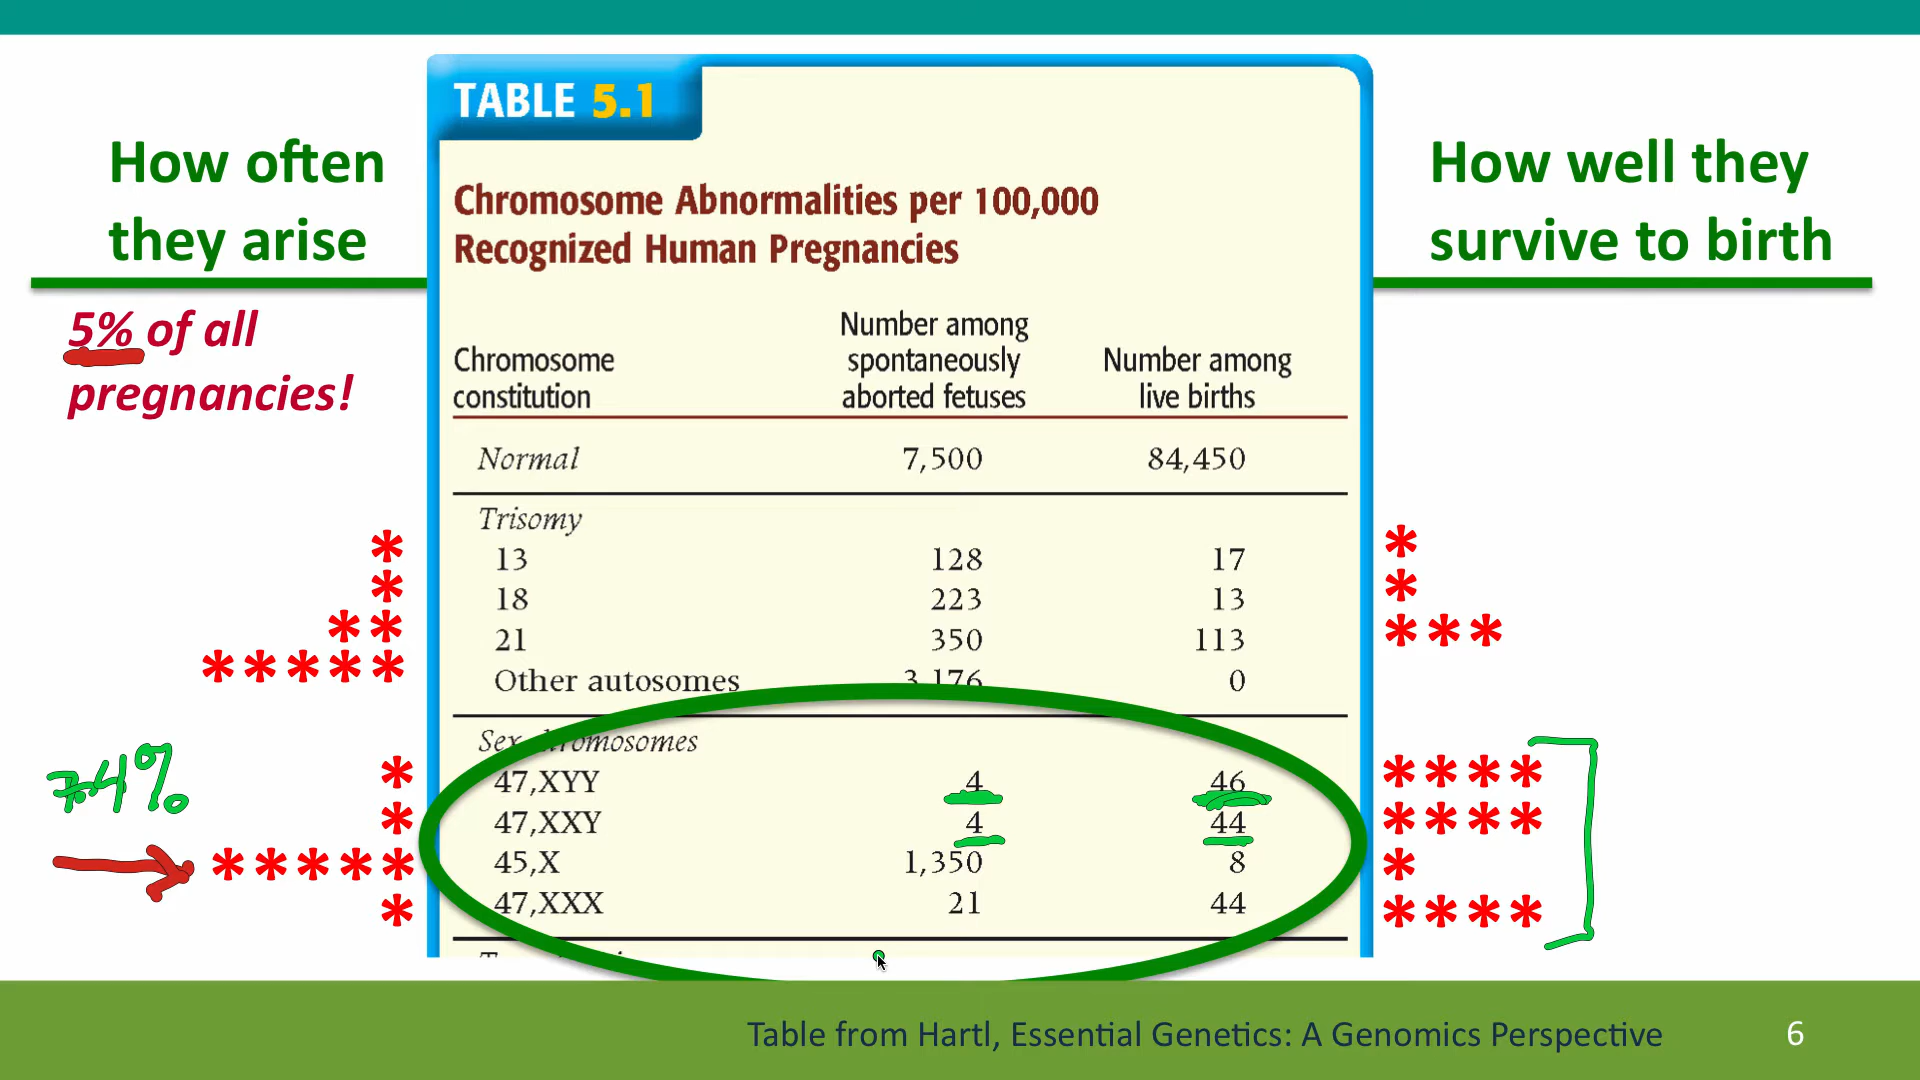 TABLE 5.1
How often
they arise
How well they
survive to birth
Chromosome Abnormalities per 100,000
Recognized Human Pregnancies
5% of all
pregnancies!
Chromosome
constitution
Number among
spontaneously
aborted fetuses
Number among
live births
Normal 7,500 84,450
Trisomy
* 13 128 17 *
* 18 223 13 *
** 21 350 113 ***
***** Other autosomes 3,176 0
Sex chromosomes
7.4%
* 47,XYY 4 46 ****
* 47,XXY 4 44 ****
***** 45,X 1,350 8 *
* 47,XXX 21 44 ****
Table from Hartl, Essential Genetics: A Genomics Perspective 6